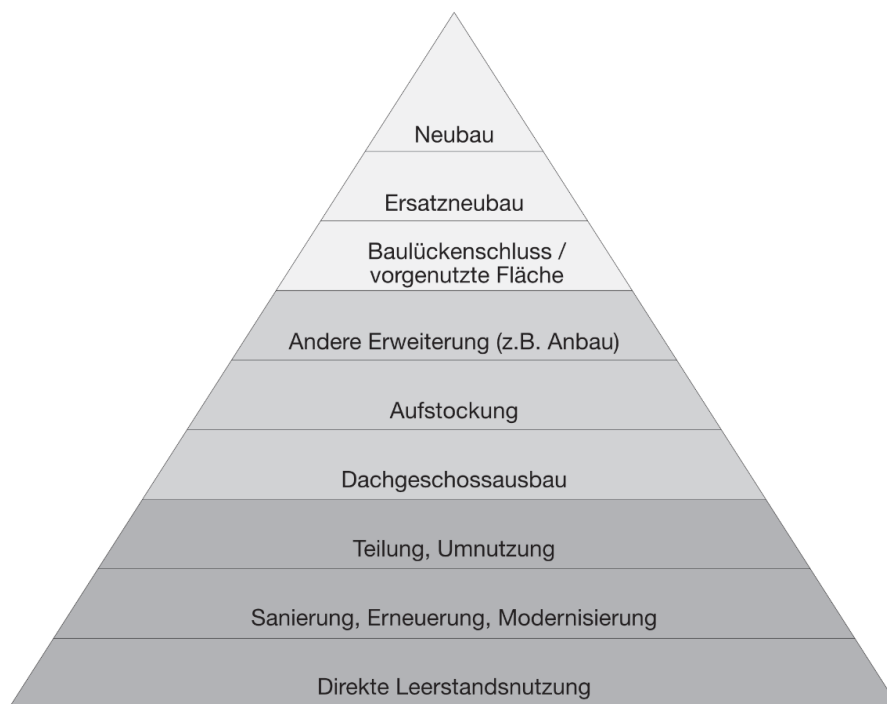 Neubau
Ersatzneubau
Baulückenschluss /
vorgenutzte Fläche
Andere Erweiterung (z.B. Anbau)
Aufstockung
Dachgeschossausbau
Teilung, Umnutzung
Sanierung, Erneuerung, Modernisierung
Direkte Leerstandsnutzung